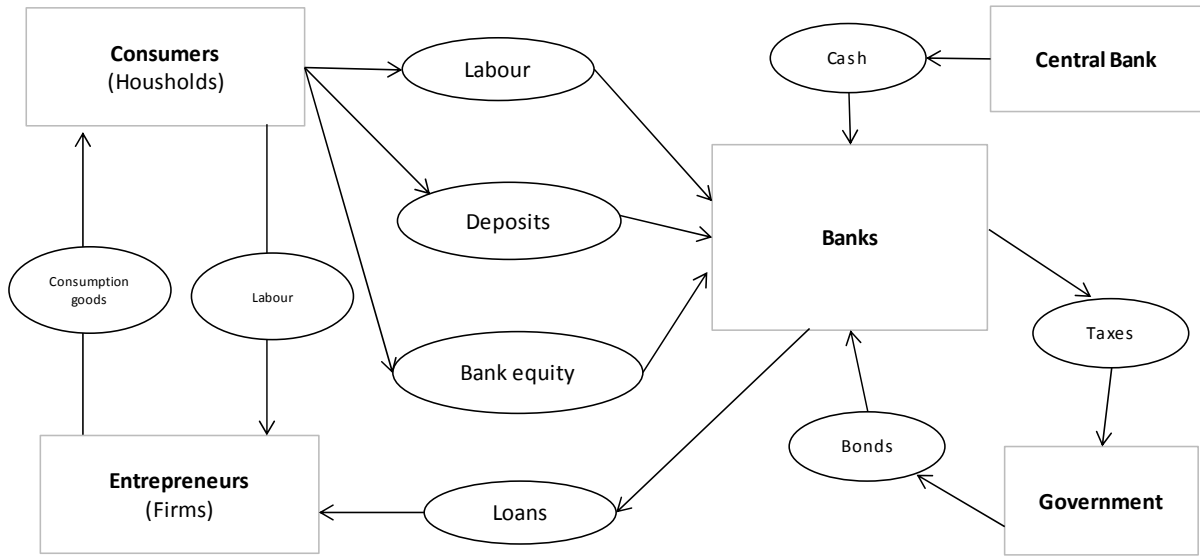 Consumers
(Housholds)
Labour
Cash
Central Bank
Deposits
Banks
Consumption
goods
Labour
Bank equity
Taxes
Bonds
Entrepreneurs
(Firms)
Loans
Government